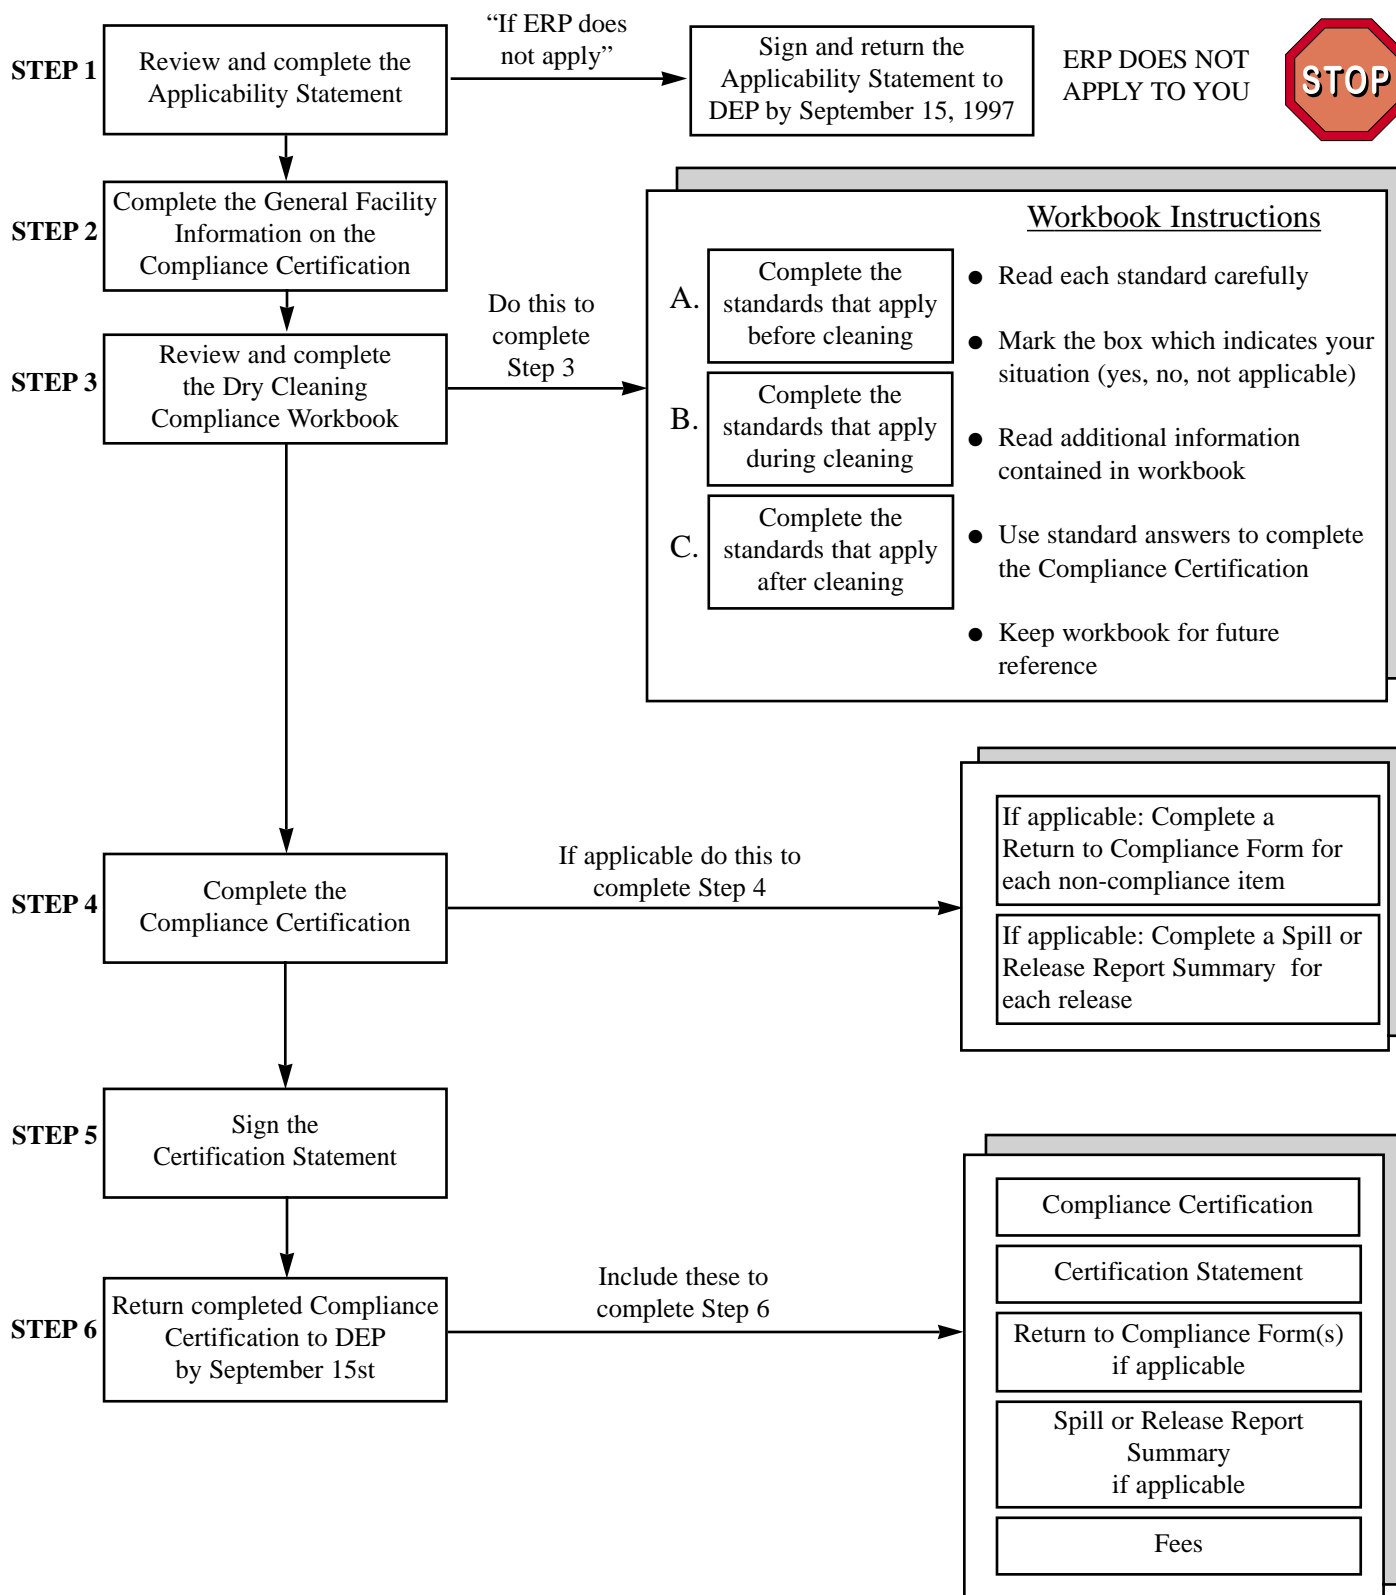 STEP 1
Review and complete the
Applicability Statement
“If ERP does
not apply”
Sign and return the
Applicability Statement to
DEP by September 15, 1997
ERP DOES NOT
APPLY TO YOU
STOP
STEP 2
Complete the General Facility
Information on the
Compliance Certification
STEP 3
Review and complete
the Dry Cleaning
Compliance Workbook
Do this to
complete
Step 3
Workbook Instructions
A.
Complete the
standards that apply
before cleaning
B.
Complete the
standards that apply
during cleaning
C.
Complete the
standards that apply
after cleaning
● Read each standard carefully
● Mark the box which indicates your
situation (yes, no, not applicable)
● Read additional information
contained in workbook
● Use standard answers to complete
the Compliance Certification
● Keep workbook for future
reference
STEP 4
Complete the
Compliance Certification
If applicable do this to
complete Step 4
If applicable: Complete a
Return to Compliance Form for
each non-compliance item
If applicable: Complete a Spill or
Release Report Summary for
each release
STEP 5
Sign the
Certification Statement
STEP 6
Return completed Compliance
Certification to DEP
by September 15st
Include these to
complete Step 6
Compliance Certification
Certification Statement
Return to Compliance Form(s)
if applicable
Spill or Release Report
Summary
if applicable
Fees